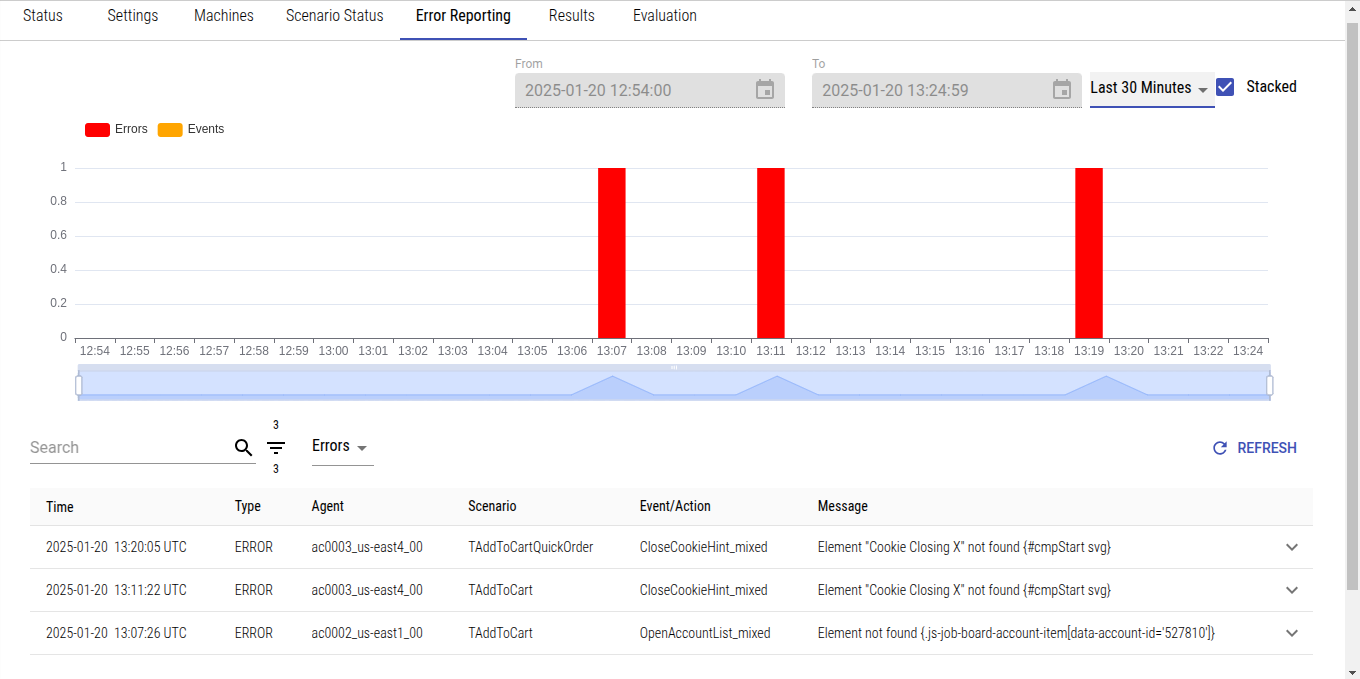 Status Settings Machines Scenario Status Error Reporting Results Evaluation
From To
2025-01-20 12:54:00 2025-01-20 13:24:59 Last 30 Minutes Stacked
Errors Events
1
0.8
0.6
0.4
0.2
0
12:54 12:55 12:56 12:57 12:58 12:59 13:00 13:01 13:02 13:03 13:04 13:05 13:06 13:07 13:08 13:09 13:10 13:11 13:12 13:13 13:14 13:15 13:16 13:17 13:18 13:19 13:20 13:21 13:22 13:24
3
Search Errors REFRESH
3
Time Type Agent Scenario Event/Action Message
2025-01-20 13:20:05 UTC ERROR ac0003_us-east4_00 TAddToCartQuickOrder CloseCookieHint_mixed Element "Cookie Closing X" not found {#cmpStart svg}
2025-01-20 13:11:22 UTC ERROR ac0003_us-east4_00 TAddToCart CloseCookieHint_mixed Element "Cookie Closing X" not found {#cmpStart svg}
2025-01-20 13:07:26 UTC ERROR ac0002_us-east1_00 TAddToCart OpenAccountList_mixed Element not found {.js-job-board-account-item[data-account-id='527810']}